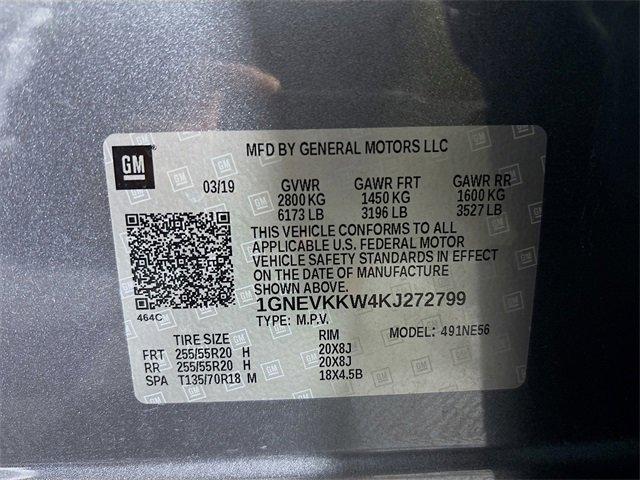 GM
MFD BY GENERAL MOTORS LLC
03/19 GVWR GAWR FRT GAWR RR
2800 KG 1450 KG 1600 KG
6173 LB 3196 LB 3527 LB
THIS VEHICLE CONFORMS TO ALL
APPLICABLE U.S. FEDERAL MOTOR
VEHICLE SAFETY STANDARDS IN EFFECT
ON THE DATE OF MANUFACTURE
SHOWN ABOVE.
464C 1GNEVKKW4KJ272799
TYPE: M.P.V. MODEL: 491NE56
TIRE SIZE RIM
FRT 255/55R20 H 20X8J
RR 255/55R20 H 20X8J
SPA T135/70R18 M 18X4.5B